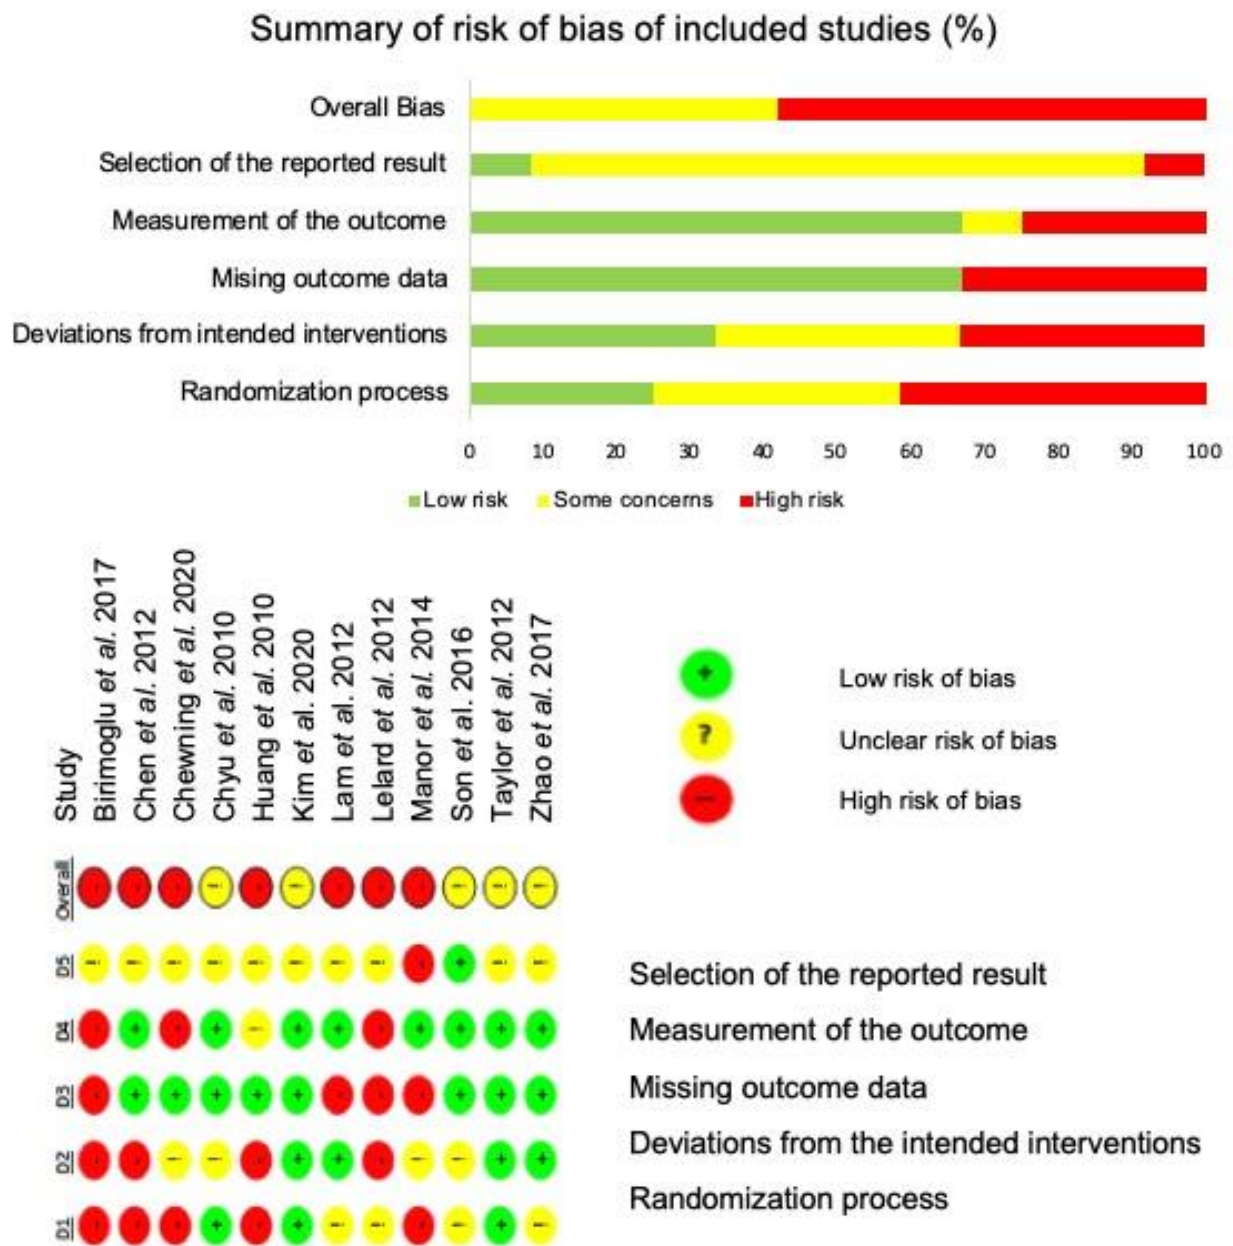 Summary of risk of bias of included studies (%)
Overall Bias
Selection of the reported result
Measurement of the outcome
Mising outcome data
Deviations from intended interventions
Randomization process
0 10 20 30 40 50 60 70 80 90 100
Low risk Some concerns High risk
Study
Birimoglu et al. 2017
Chen et al. 2012
Chewning et al. 2020
Chyu et al. 2010
Huang et al. 2010
Kim et al. 2020
Lam et al. 2012
Lelard et al. 2012
Manor et al. 2014
Son et al. 2016
Taylor et al. 2012
Zhao et al. 2017
+ Low risk of bias
? Unclear risk of bias
− High risk of bias
Overall
D5
D4
D3
D2
D1
Selection of the reported result
Measurement of the outcome
Missing outcome data
Deviations from the intended interventions
Randomization process